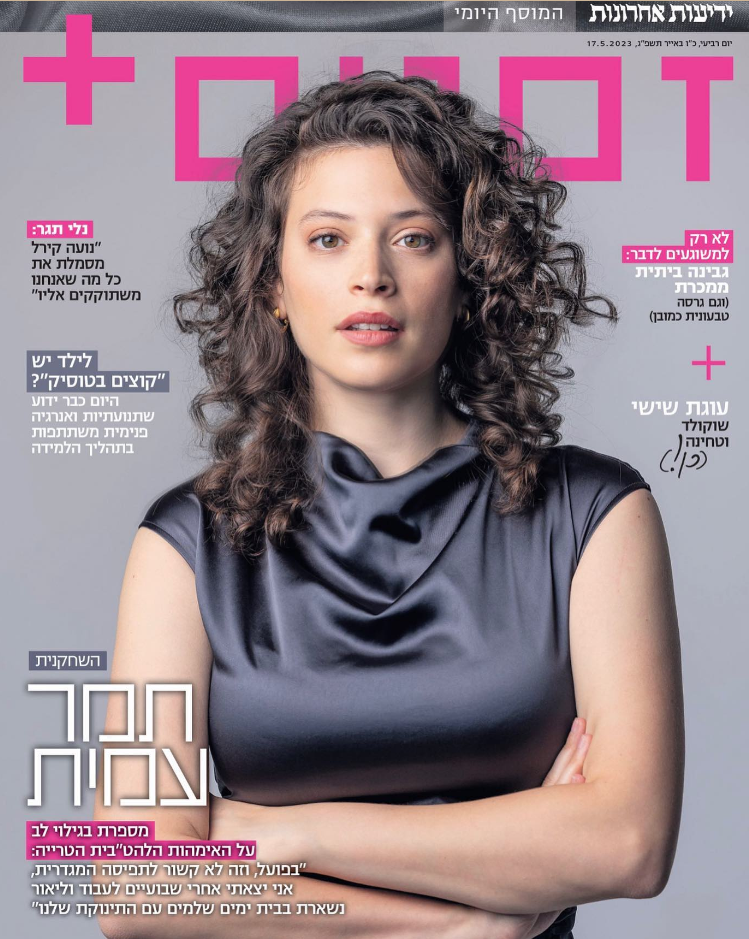 ידיעות אחרונות
המוסף היומי
יום רביעי, כ"ו באייר תשפ"ג, 17.5.2023
זמנים+
לא רק
למשוגעים לדבר:
גבינה ביתית
ממכרת
(וגם גרסה
טבעונית כמובן)
+
עוגת שישי
שוקולד
וטחינה
נלי תגר:
"נועה קירל
מסמלת את
כל מה שאנחנו
משתוקקים אליו"
לילד יש
"קוצים בטוסיק"?
היום כבר ידוע
שתנועתיות ואנרגיה
פנימית משתתפות
בתהליך הלמידה
השחקנית
תמר
עמית
מספרת בגילוי לב
על האימהות הלהט"בית הטרייה:
"בפועל, וזה לא קשור לתפיסה המגדרית,
אני יצאתי אחרי שבועיים לעבוד וליאור
נשארת בבית ימים שלמים עם התינוקת שלנו"